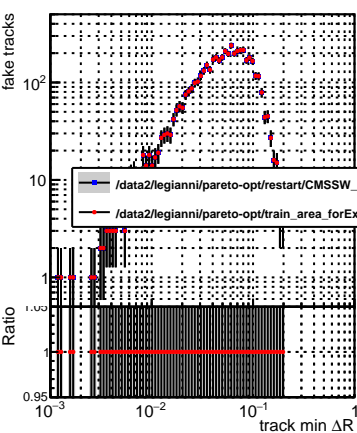 fake tracks
10²
10
1
/data2/legianni/pareto-opt/restart/CMSSW_
/data2/legianni/pareto-opt/train_area_forEx
Ratio
1.05
1
0.95
10⁻³ 10⁻² 10⁻¹ 1
track min ΔR